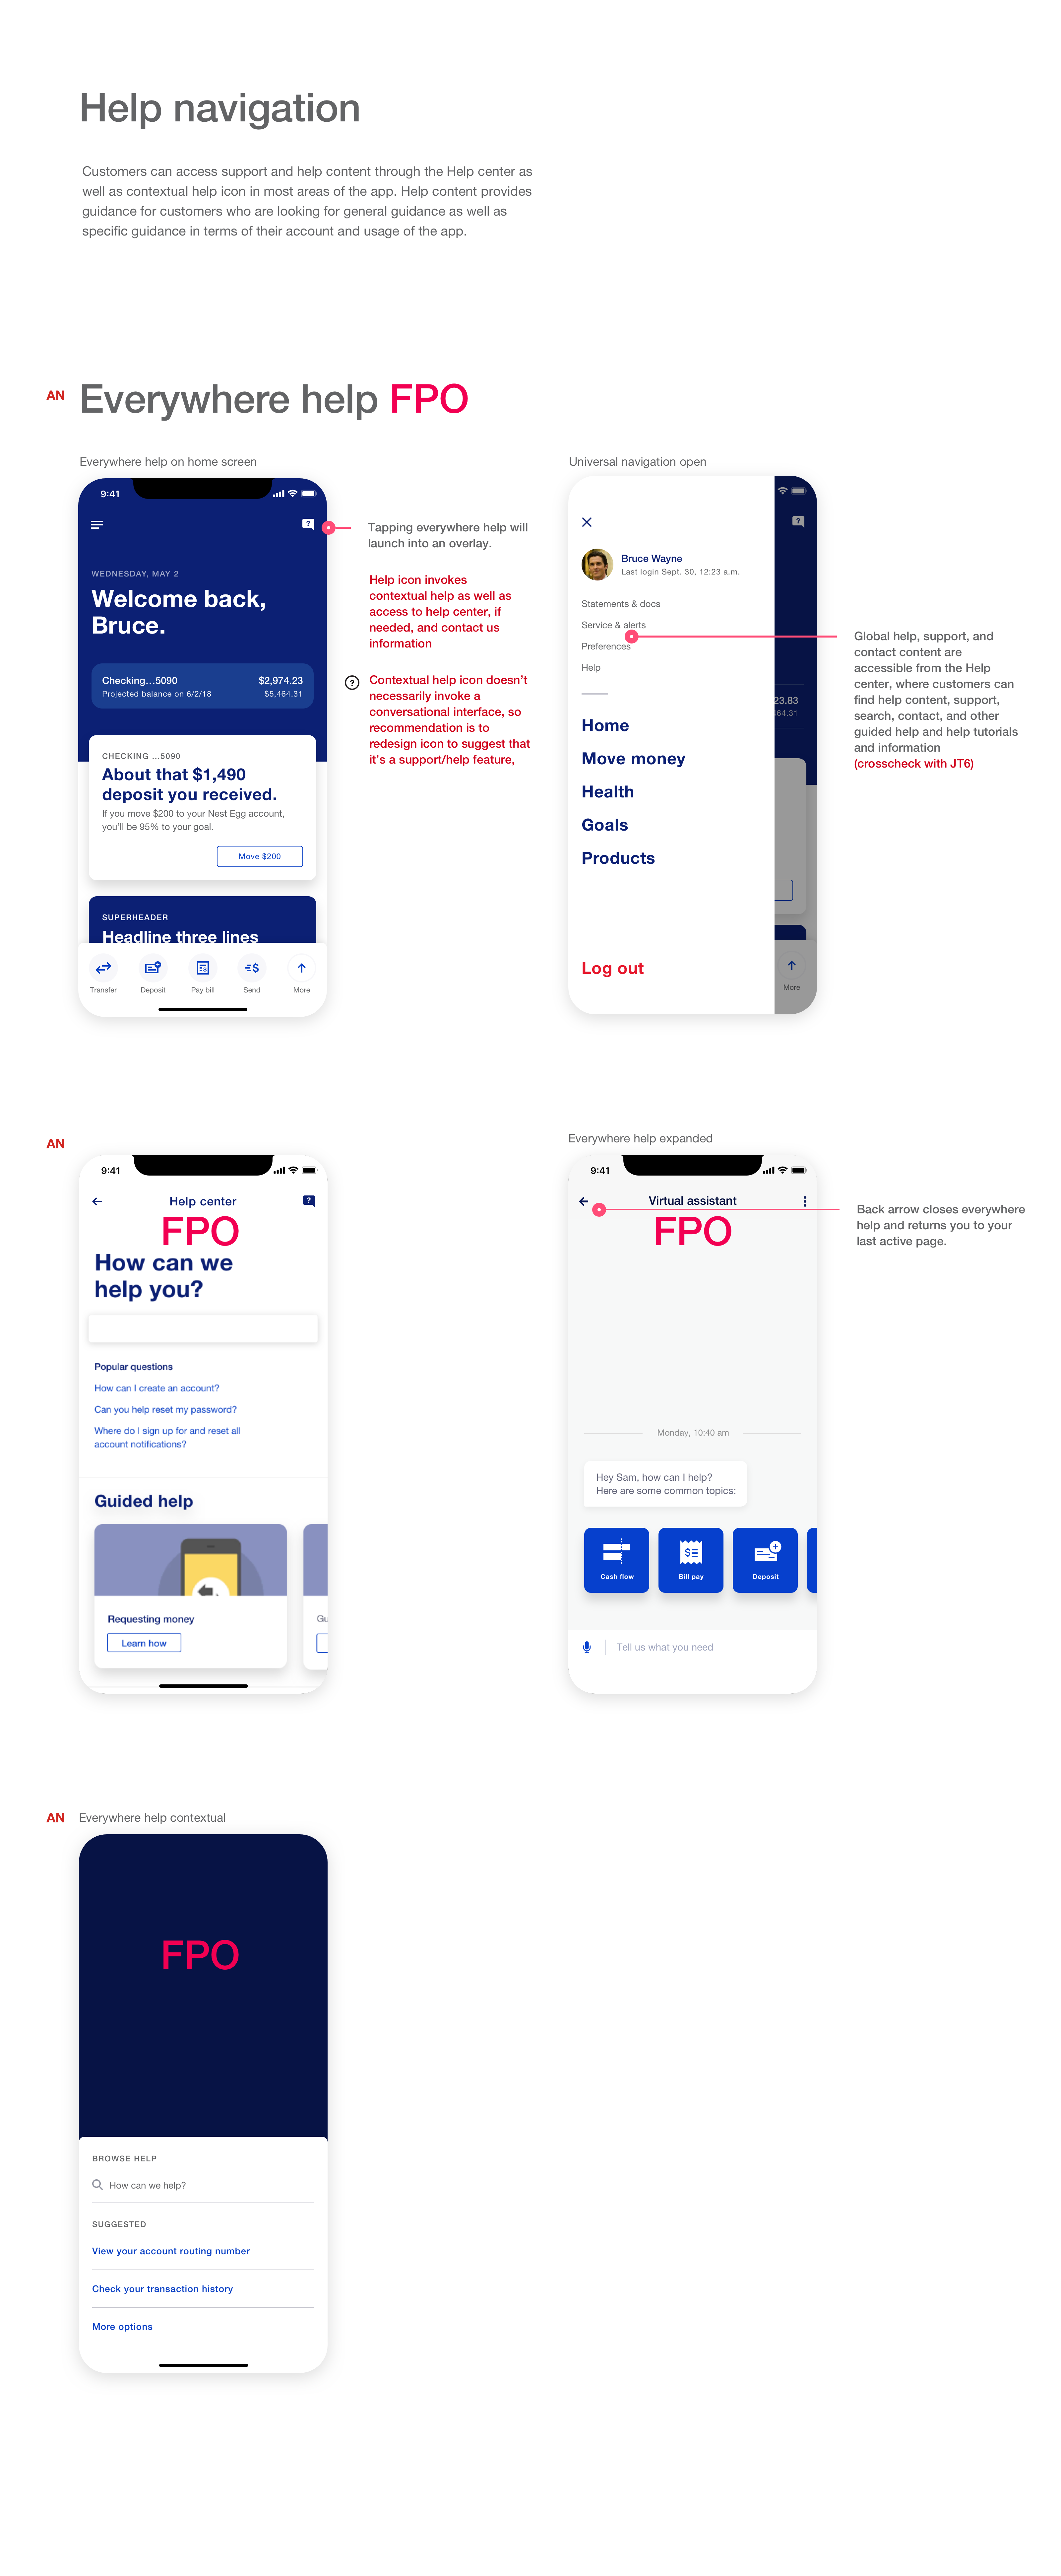 Help navigation
Customers can access support and help content through the Help center as
well as contextual help icon in most areas of the app. Help content provides
guidance for customers who are looking for general guidance as well as
specific guidance in terms of their account and usage of the app.
AN
Everywhere help FPO
Everywhere help on home screen
9:41
WEDNESDAY, MAY 2
Welcome back,
Bruce.
Checking...5090 $2,974.23
Projected balance on 6/2/18 $5,464.31
CHECKING ...5090
About that $1,490
deposit you received.
If you move $200 to your Nest Egg account,
you'll be 95% to your goal.
Move $200
SUPERHEADER
Headline three lines
Transfer Deposit Pay bill Send More
Tapping everywhere help will
launch into an overlay.
Help icon invokes
contextual help as well as
access to help center, if
needed, and contact us
information
?
Contextual help icon doesn't
necessarily invoke a
conversational interface, so
recommendation is to
redesign icon to suggest that
it's a support/help feature,
Universal navigation open
Bruce Wayne
Last login Sept. 30, 12:23 a.m.
Statements & docs
Service & alerts
Preferences
Help
Home
Move money
Health
Goals
Products
Log out
23.83
464.31
More
Global help, support, and
contact content are
accessible from the Help
center, where customers can
find help content, support,
search, contact, and other
guided help and help tutorials
and information
(crosscheck with JT6)
AN
9:41
Help center
FPO
How can we
help you?
Popular questions
How can I create an account?
Can you help reset my password?
Where do I sign up for and reset all
account notifications?
Guided help
Requesting money
Learn how
Gu
Everywhere help expanded
9:41
Virtual assistant
FPO
Monday, 10:40 am
Hey Sam, how can I help?
Here are some common topics:
Cash flow Bill pay Deposit
Tell us what you need
Back arrow closes everywhere
help and returns you to your
last active page.
AN
Everywhere help contextual
FPO
BROWSE HELP
How can we help?
SUGGESTED
View your account routing number
Check your transaction history
More options